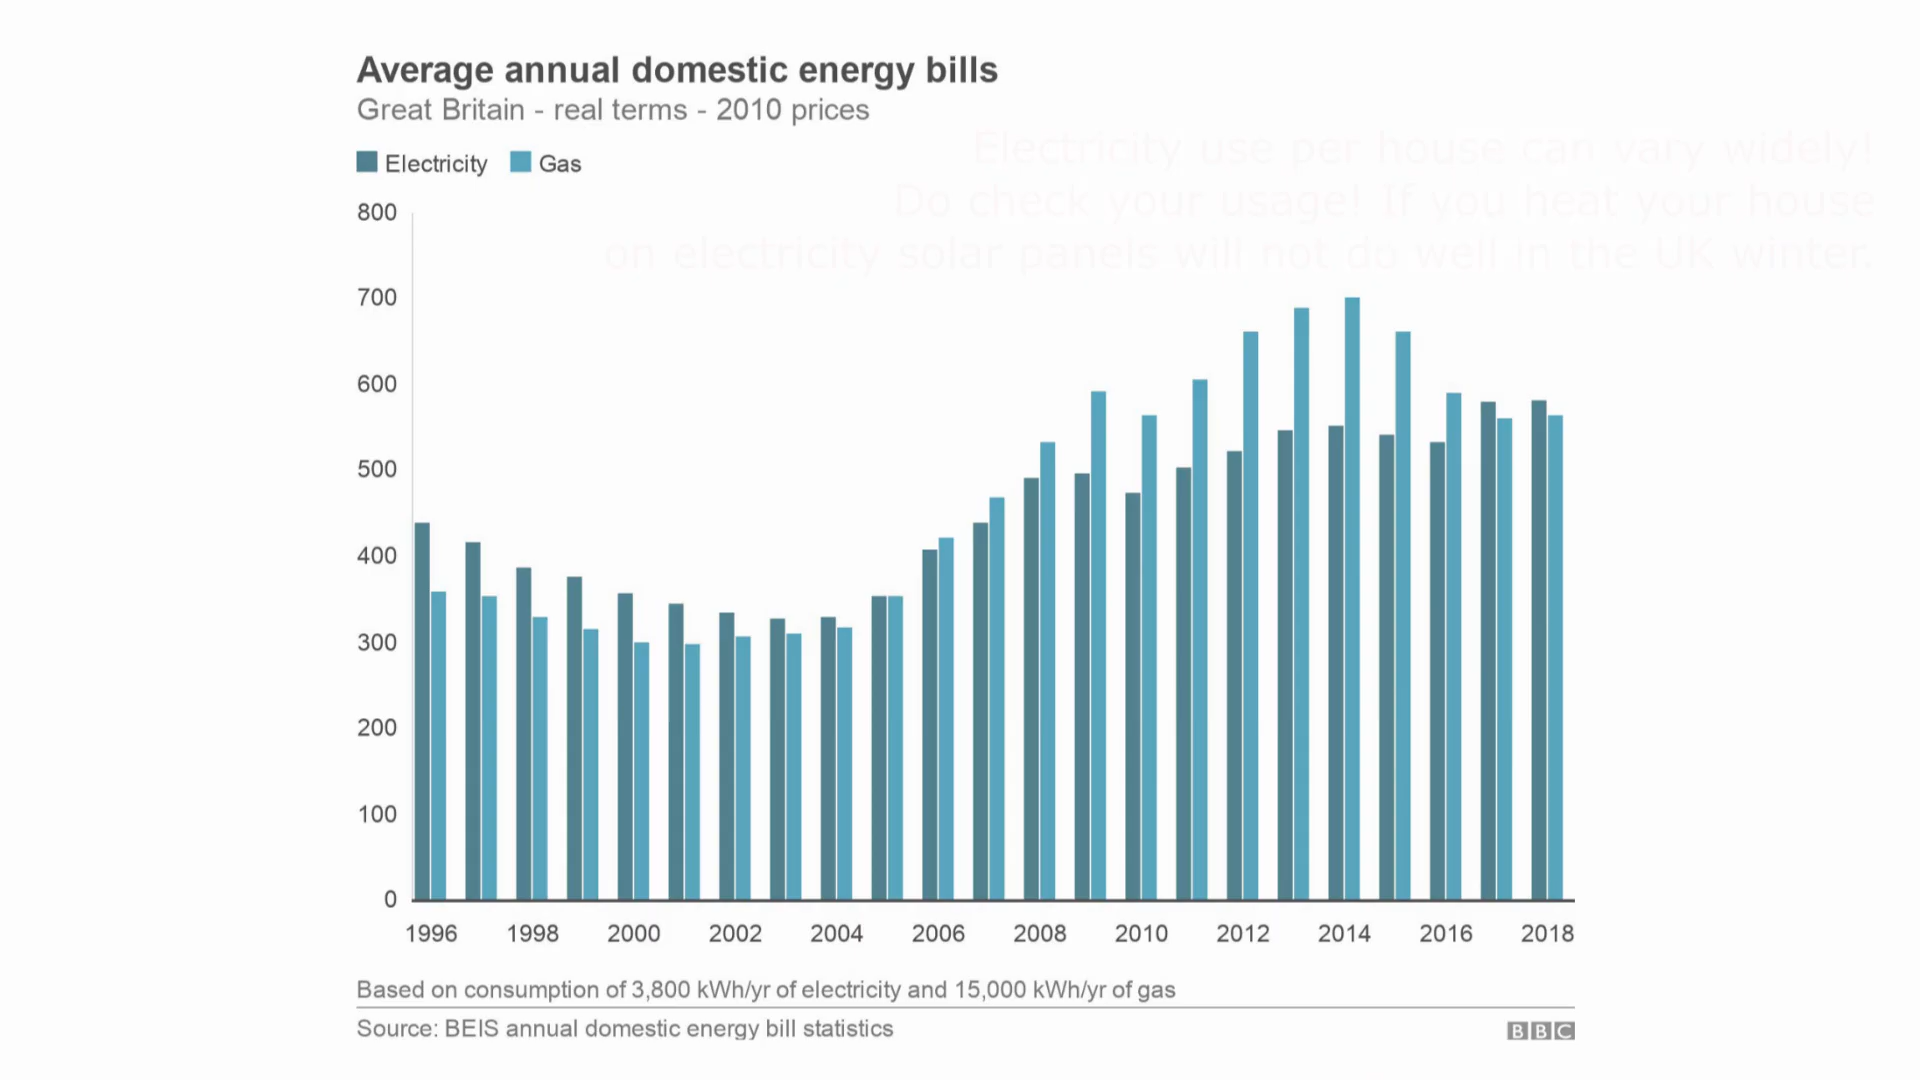 Average annual domestic energy bills
Great Britain - real terms - 2010 prices
Electricity use per house can vary widely!
Electricity Gas
Do check your usage! If you heat your house
800
on electricity solar panels will not do well in the UK winter.
700
600
500
400
300
200
100
0
1996 1998 2000 2002 2004 2006 2008 2010 2012 2014 2016 2018
Based on consumption of 3,800 kWh/yr of electricity and 15,000 kWh/yr of gas
Source: BEIS annual domestic energy bill statistics
BBC